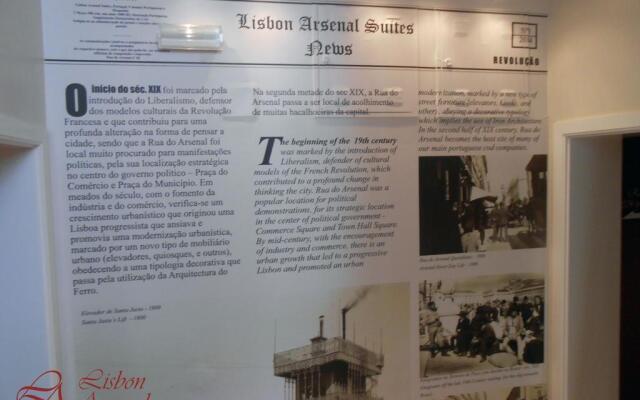 Lisbon Arsenal Suites
News
REVOLUÇÃO
O início do séc. XIX foi marcado pela
introdução do Liberalismo, defensor
dos modelos culturais da Revolução
Francesa e que contribuiu para uma
profunda alteração na forma de pensar a
cidade, sendo que a Rua do Arsenal foi
local muito procurado para manifestações
políticas, pela sua localização estratégica
no centro do governo político – Praça do
Comércio e Praça do Município. Em
meados do século, com o fomento da
indústria e do comércio, verifica-se um
crescimento urbanístico que originou uma
Lisboa progressista que ansiava e
promovia uma modernização urbanística,
marcado por um novo tipo de mobiliário
urbano (elevadores, quiosques, e outros),
obedecendo a uma tipologia decorativa que
passa pela utilização da Arquitectura do
Ferro.
Elevador de Santa Justa - 1900
Santa Justa's Lift - 1900
Na segunda metade do sec XIX, a Rua do
Arsenal passa a ser local de acolhimento
de muitas bacalhoeiras da capital.
The beginning of the 19th century
was marked by the introduction of
Liberalism, defender of cultural
models of the French Revolution, which
contributed to a profound change in
thinking the city. Rua do Arsenal was a
popular location for political
demonstrations, for its strategic location
in the center of political government -
Commerce Square and Town Hall Square.
By mid-century, with the encouragement
of industry and commerce, there is an
urban growth that led to a progressive
Lisbon and promoted an urban
modernization, marked by a new type of
street furniture (elevators, kiosks, and
other) , obeying a decorative typology
which implies the use of Iron Architecture.
In the second half of XIX century, Rua do
Arsenal becomes the host site of many of
our main portuguese cod companies.
Lisbon